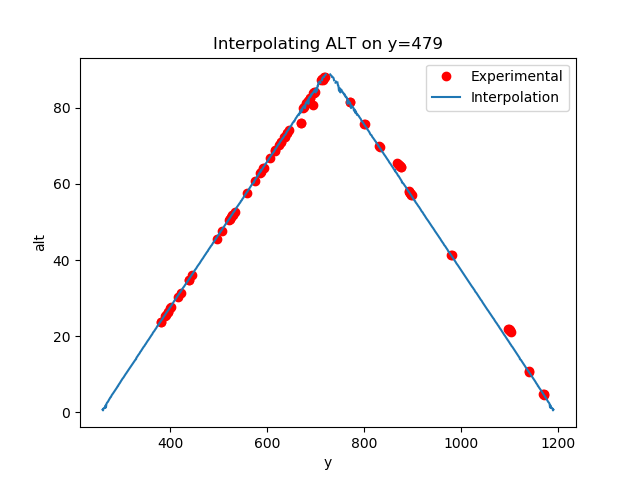 Interpolating ALT on y=479
Experimental
Interpolation
80
60
40
20
0
alt
400 600 800 1000 1200
y